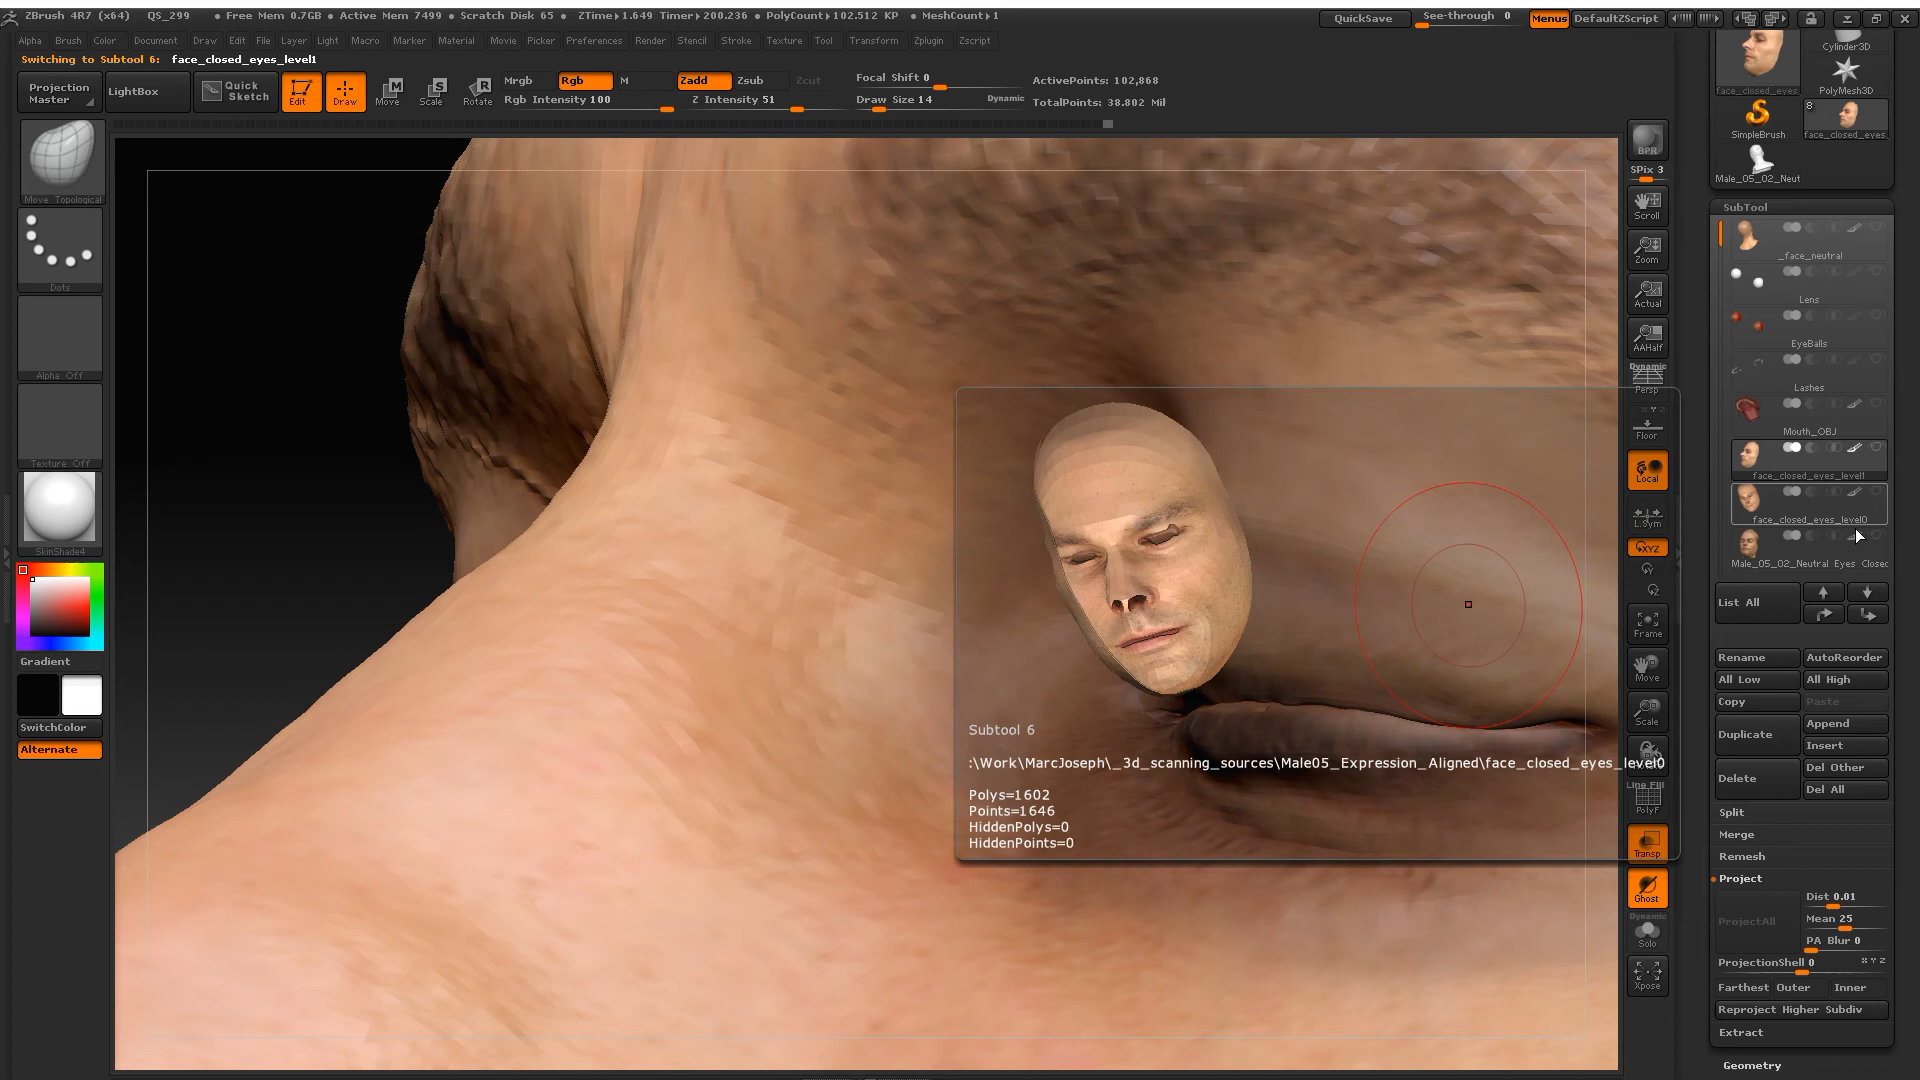 ZBrush 4R7 (x64) QS_299 • Free Mem 0.7GB • Active Mem 7499 • Scratch Disk 65 • ZTime▸1.649 Timer▸200.236 • PolyCount▸102.512 KP • MeshCount▸1 QuickSave See-through 0 Menus DefaultZScript
Alpha Brush Color Document Draw Edit File Layer Light Macro Marker Material Movie Picker Preferences Render Stencil Stroke Texture Tool Transform Zplugin Zscript
Switching to Subtool 6: face_closed_eyes_level1
Projection Master
LightBox
Quick Sketch
Edit
Draw
Move
Scale
Rotate
Mrgb Rgb M
Rgb Intensity 100
Zadd Zsub Zcut
Z Intensity 51
Focal Shift 0
Draw Size 14
Dynamic
ActivePoints: 102,868
TotalPoints: 38.802 Mil
Move Topological
Dots
Alpha Off
Texture Off
SkinShade4
Gradient
SwitchColor
Alternate
Subtool 6
:\Work\MarcJoseph\_3d_scanning_sources\Male05_Expression_Aligned\face_closed_eyes_level0
Polys=1602
Points=1646
HiddenPolys=0
HiddenPoints=0
BPR
SPix 3
Scroll
Zoom
Actual
AAHalf
Dynamic
Persp
Floor
Local
L.Sym
XYZ
Y
Z
Frame
Move
Scale
Line Fill
PolyF
Transp
Ghost
Dynamic
Solo
Xpose
face_closed_eyes_
Cylinder3D
PolyMesh3D
SimpleBrush
8
face_closed_eyes_
Male_05_02_Neut
SubTool
_face_neutral
Lens
EyeBalls
Lashes
Mouth_OBJ
face_closed_eyes_level1
face_closed_eyes_level0
Male_05_02_Neutral Eyes Closed
List All
Rename AutoReorder
All Low All High
Copy Paste
Duplicate Append
Insert
Delete Del Other
Del All
Split
Merge
Remesh
Project
ProjectAll
Dist 0.01
Mean 25
PA Blur 0
ProjectionShell 0 X Y Z
Farthest Outer Inner
Reproject Higher Subdiv
Extract
Geometry